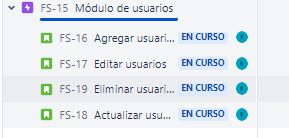 FS-15 Módulo de usuarios
FS-16 Agregar usuari... EN CURSO
FS-17 Editar usuarios EN CURSO
FS-19 Eliminar usuari... EN CURSO
FS-18 Actualizar usu... EN CURSO